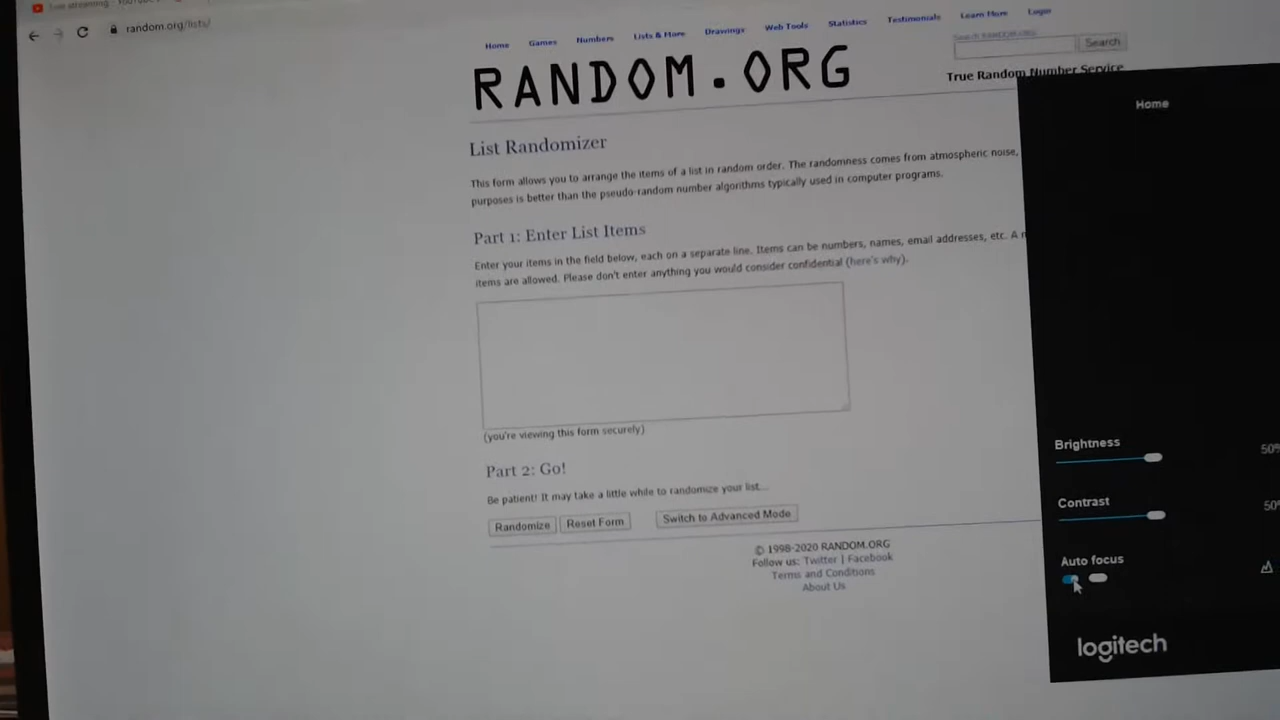 Live streaming - YouTube
random.org/lists/
Home Games Numbers Lists & More Drawings Web Tools Statistics Testimonials Learn More Login
Search
RANDOM.ORG
True Random Number Service
Home
List Randomizer
This form allows you to arrange the items of a list in random order. The randomness comes from atmospheric noise,
purposes is better than the pseudo-random number algorithms typically used in computer programs.
Part 1: Enter List Items
Enter your items in the field below, each on a separate line. Items can be numbers, names, email addresses, etc. A
items are allowed. Please don't enter anything you would consider confidential (here's why).
(you're viewing this form securely)
Part 2: Go!
Be patient! It may take a little while to randomize your list...
Randomize Reset Form Switch to Advanced Mode
© 1998-2020 RANDOM.ORG
Follow us: Twitter | Facebook
Terms and Conditions
About Us
Brightness 50%
Contrast 50%
Auto focus
logitech